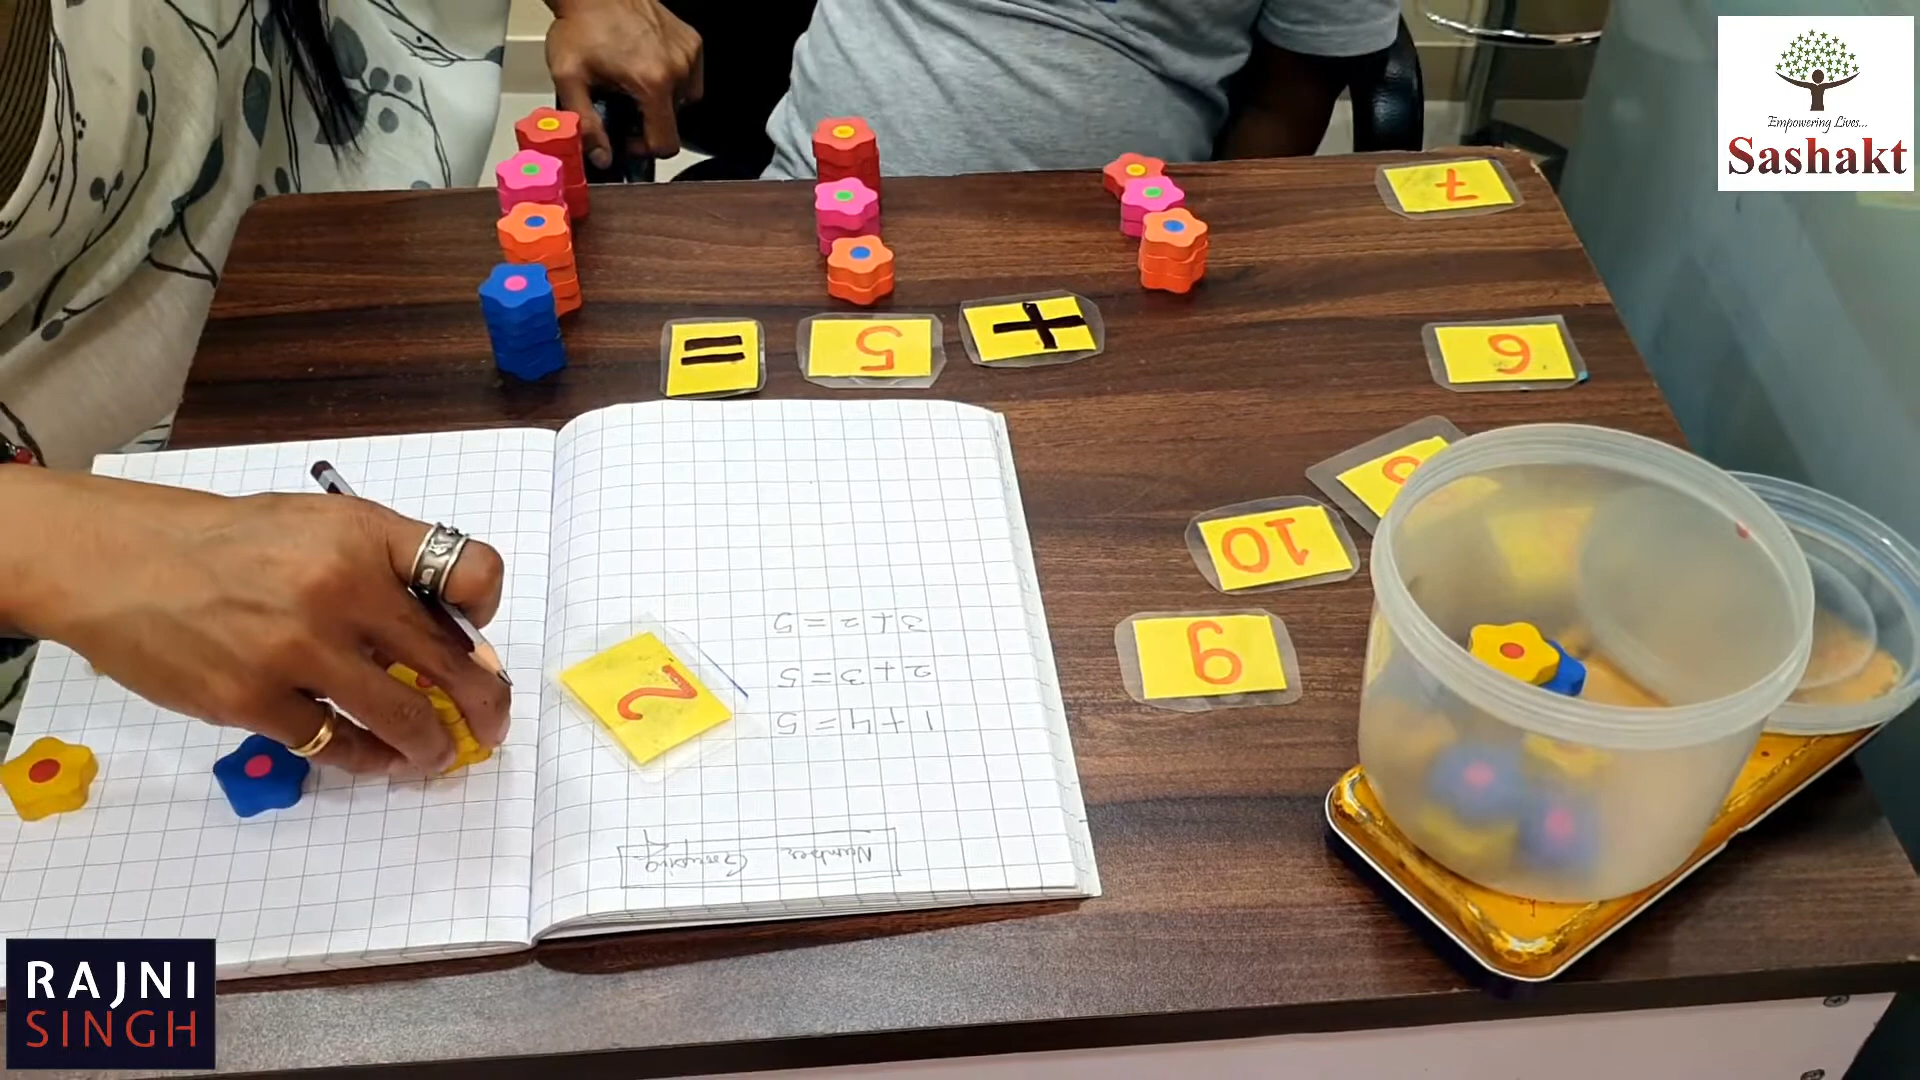 Empowering Lives...
Sashakt
7
= 5 +
6
10
9
2
3+2=5
2+3=5
1+4=5
Number Grouping
RAJNI
SINGH